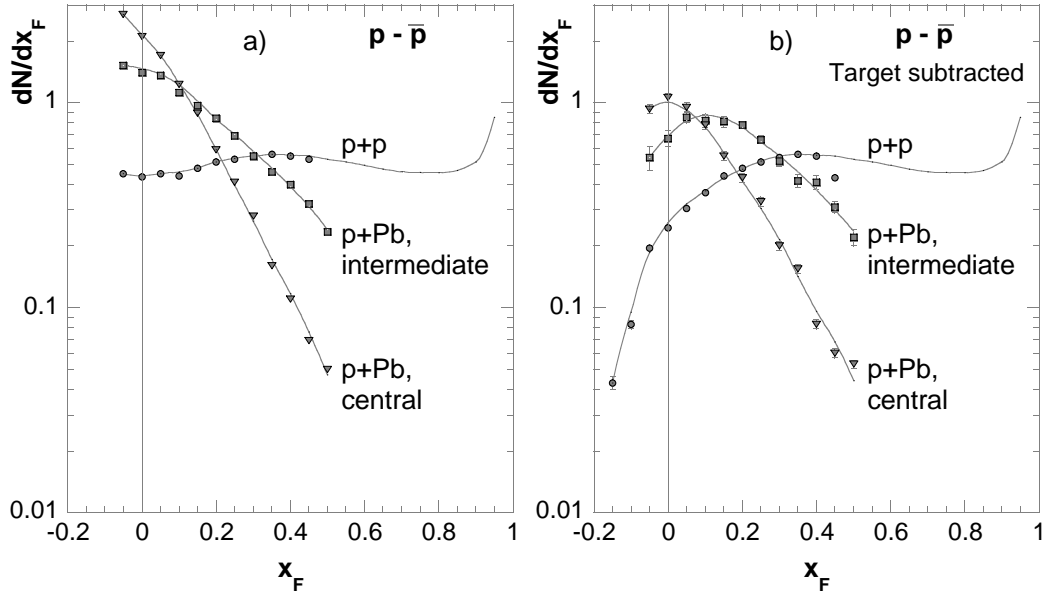 a)
p - p̅
dN/dx_F
1
0.1
0.01
p+p
p+Pb,
intermediate
p+Pb,
central
-0.2 0 0.2 0.4 0.6 0.8 1
x_F
b)
p - p̅
Target subtracted
dN/dx_F
1
0.1
0.01
p+p
p+Pb,
intermediate
p+Pb,
central
-0.2 0 0.2 0.4 0.6 0.8 1
x_F